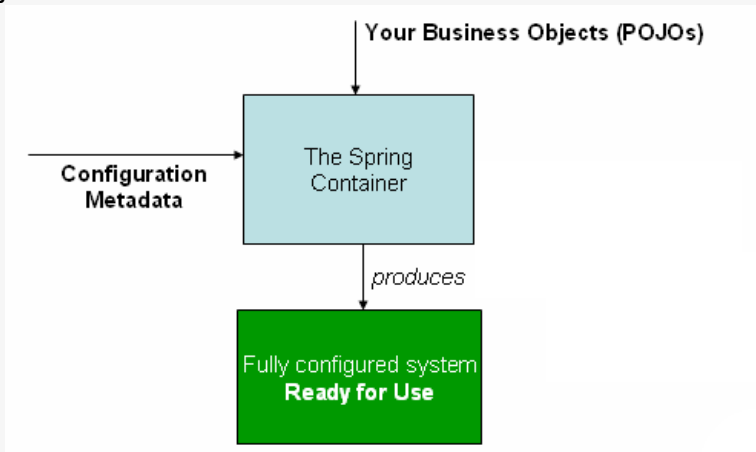 Your Business Objects (POJOs)
The Spring
Container
Configuration
Metadata
produces
Fully configured system
Ready for Use